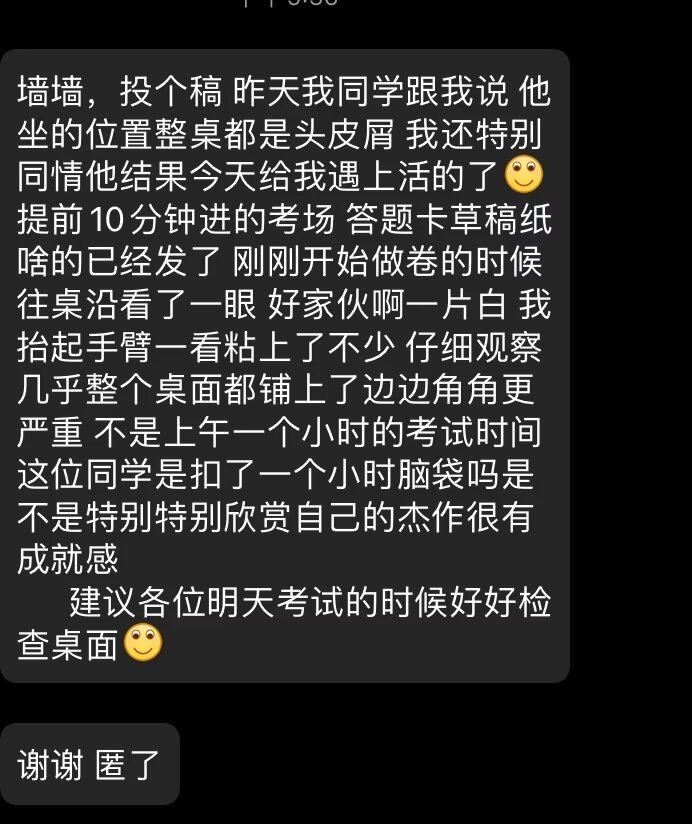 墙墙，投个稿 昨天我同学跟我说 他
坐的位置整桌都是头皮屑 我还特别
同情他结果今天给我遇上活的了
提前10分钟进的考场 答题卡草稿纸
啥的已经发了 刚刚开始做卷的时候
往桌沿看了一眼 好家伙啊一片白 我
抬起手臂一看粘上了不少 仔细观察
几乎整个桌面都铺上了边边角角更
严重 不是上午一个小时的考试时间
这位同学是扣了一个小时脑袋吗是
不是特别特别欣赏自己的杰作很有
成就感
建议各位明天考试的时候好好检
查桌面
谢谢 匿了